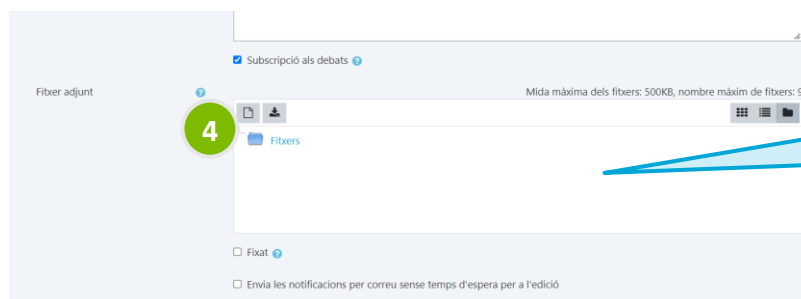 Subscripció als debats
Fitxer adjunt
Mida màxima dels fitxers: 500KB, nombre màxim de fitxers: 9
4
Fitxers
Fixat
Envia les notificacions per correu sense temps d'espera per a l'edició